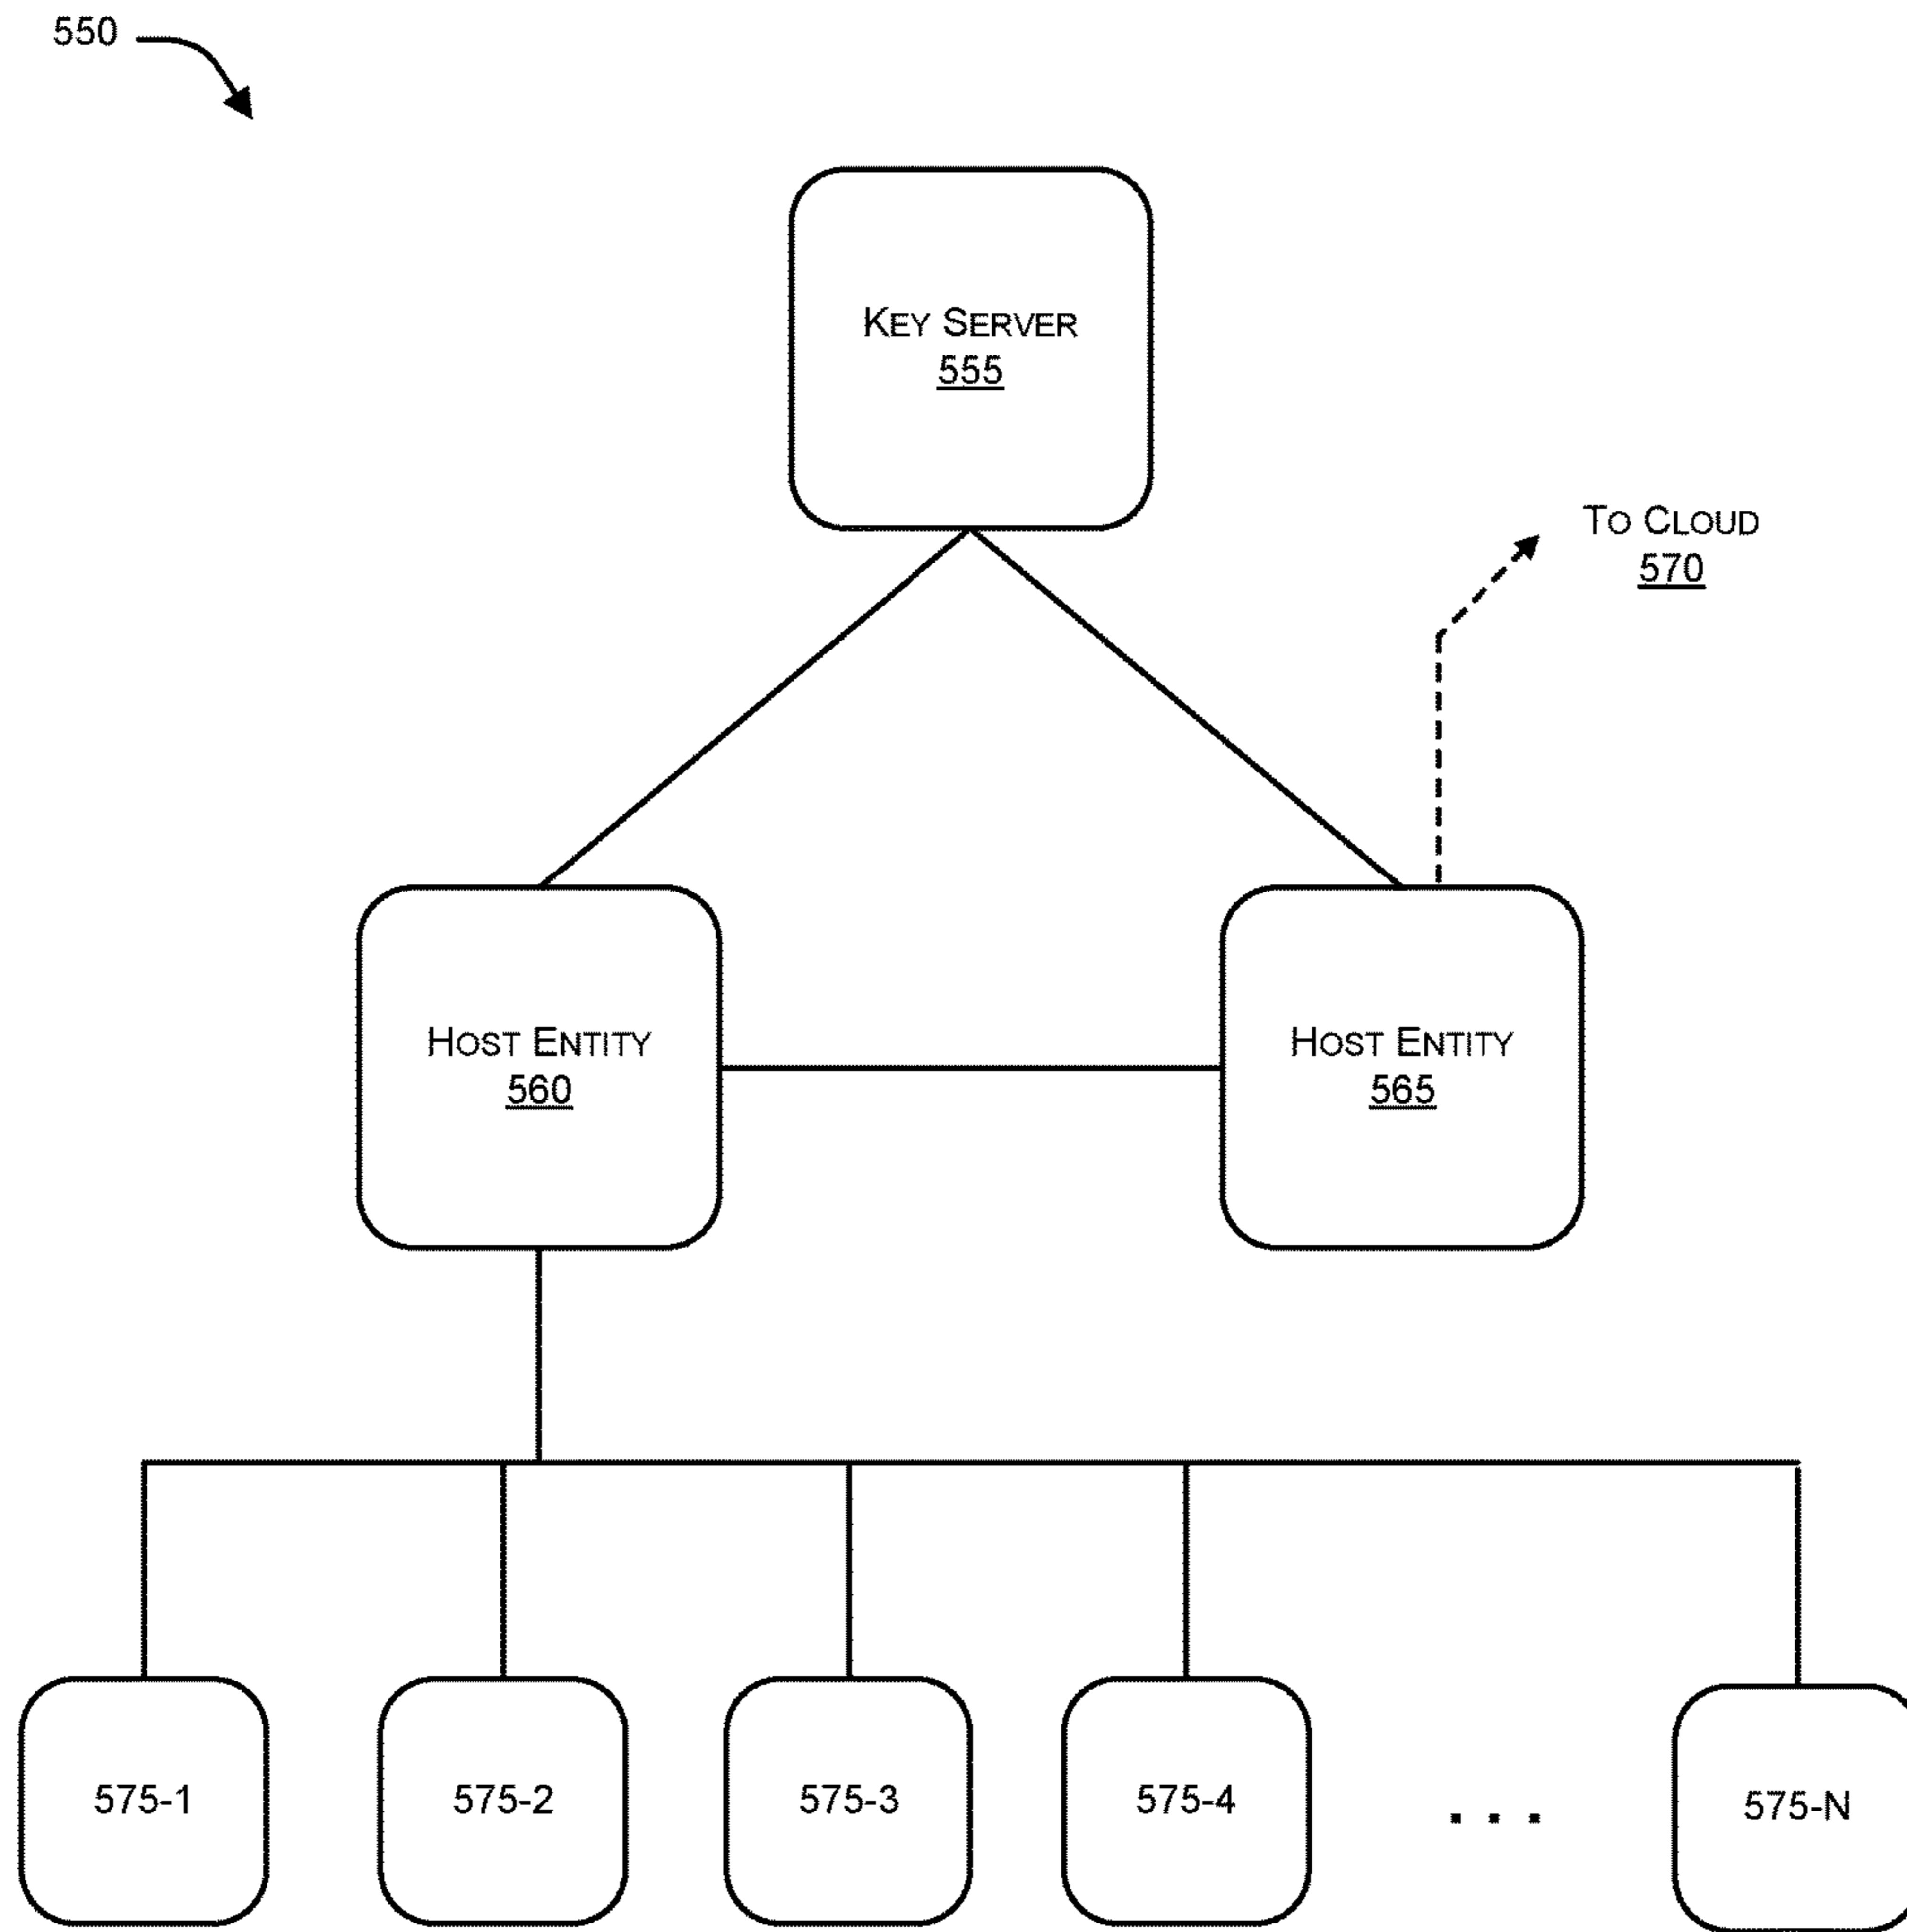 550
KEY SERVER
555
TO CLOUD
570
HOST ENTITY
560
HOST ENTITY
565
575-1
575-2
575-3
575-4
. . .
575-N